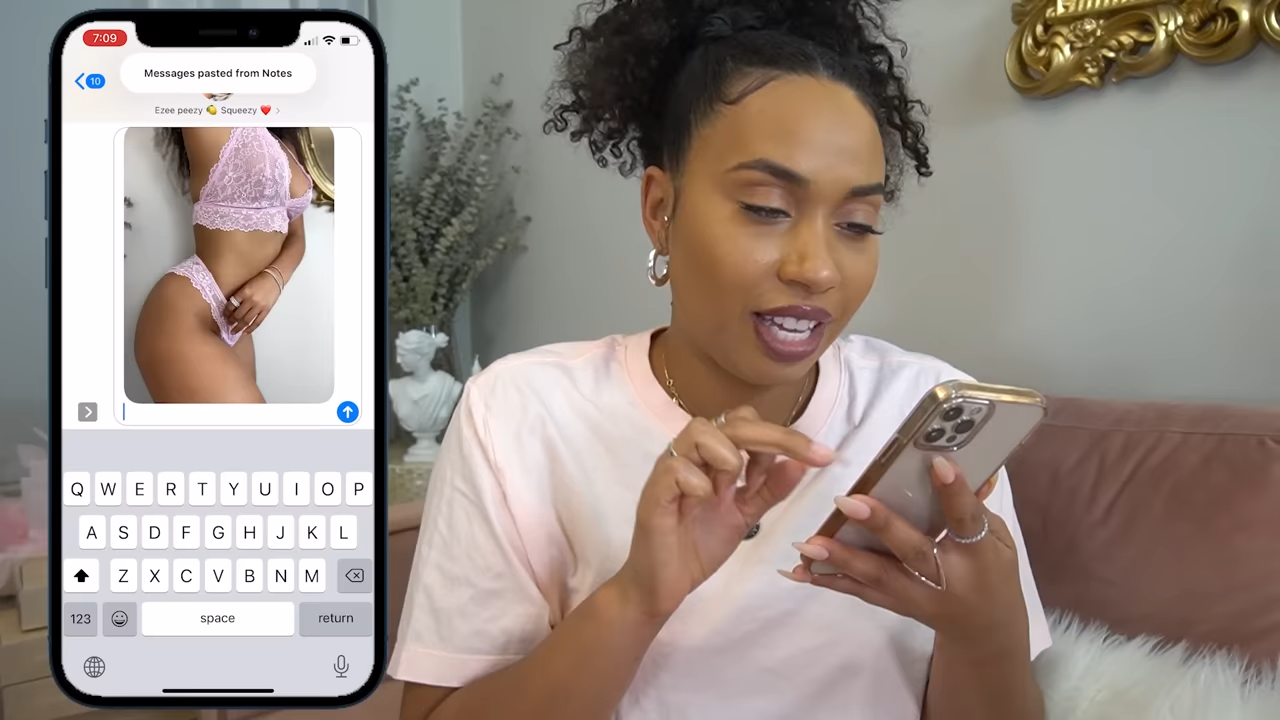 7:09
Messages pasted from Notes
10
Ezee peezy 🍋 Squeezy ❤️ >
Q W E R T Y U I O P
A S D F G H J K L
Z X C V B N M
123 space return